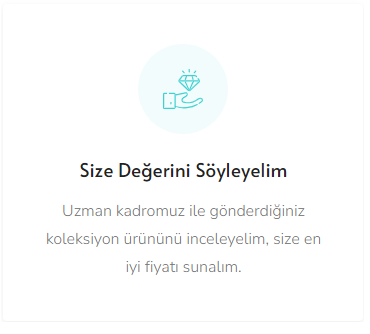 Size Değerini Söyleyelim
Uzman kadromuz ile gönderdiğiniz
koleksiyon ürününü inceleyelim, size en
iyi fiyatı sunalım.